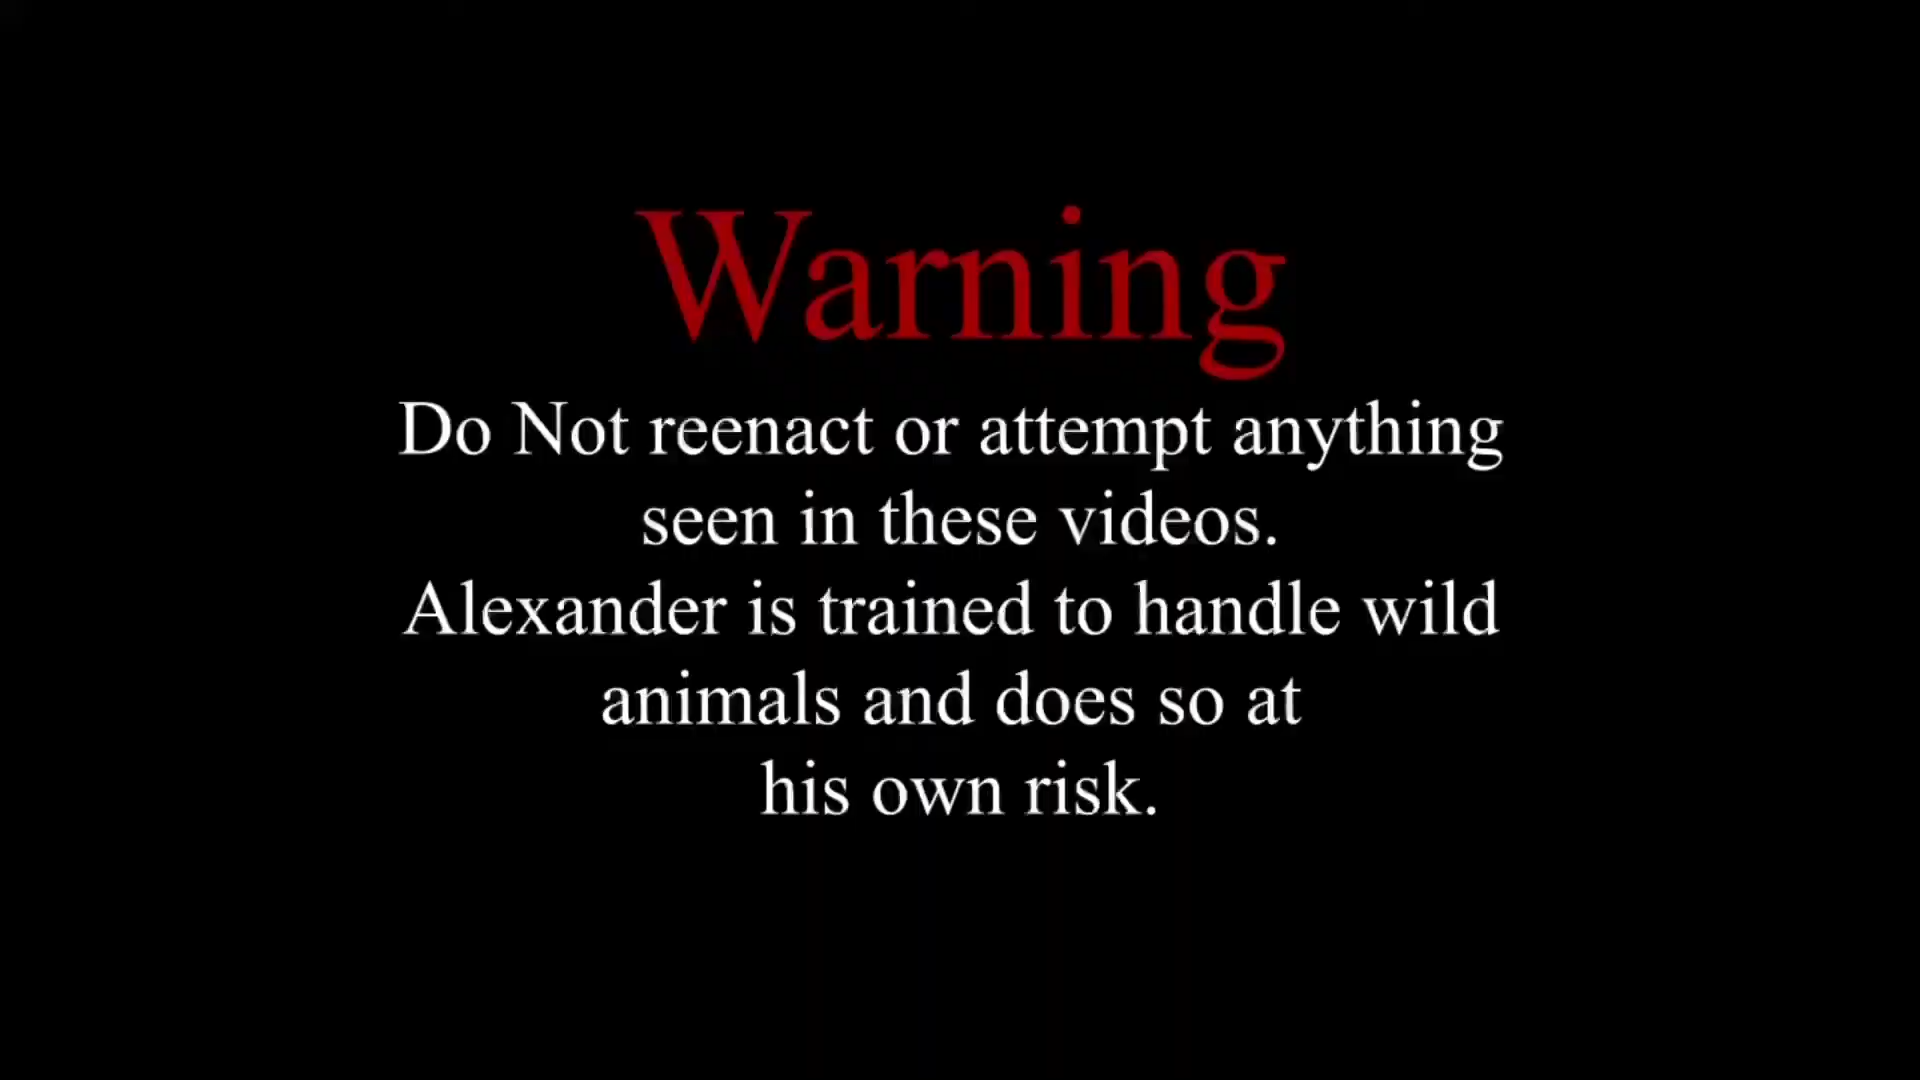 Warning
Do Not reenact or attempt anything
seen in these videos.
Alexander is trained to handle wild
animals and does so at
his own risk.